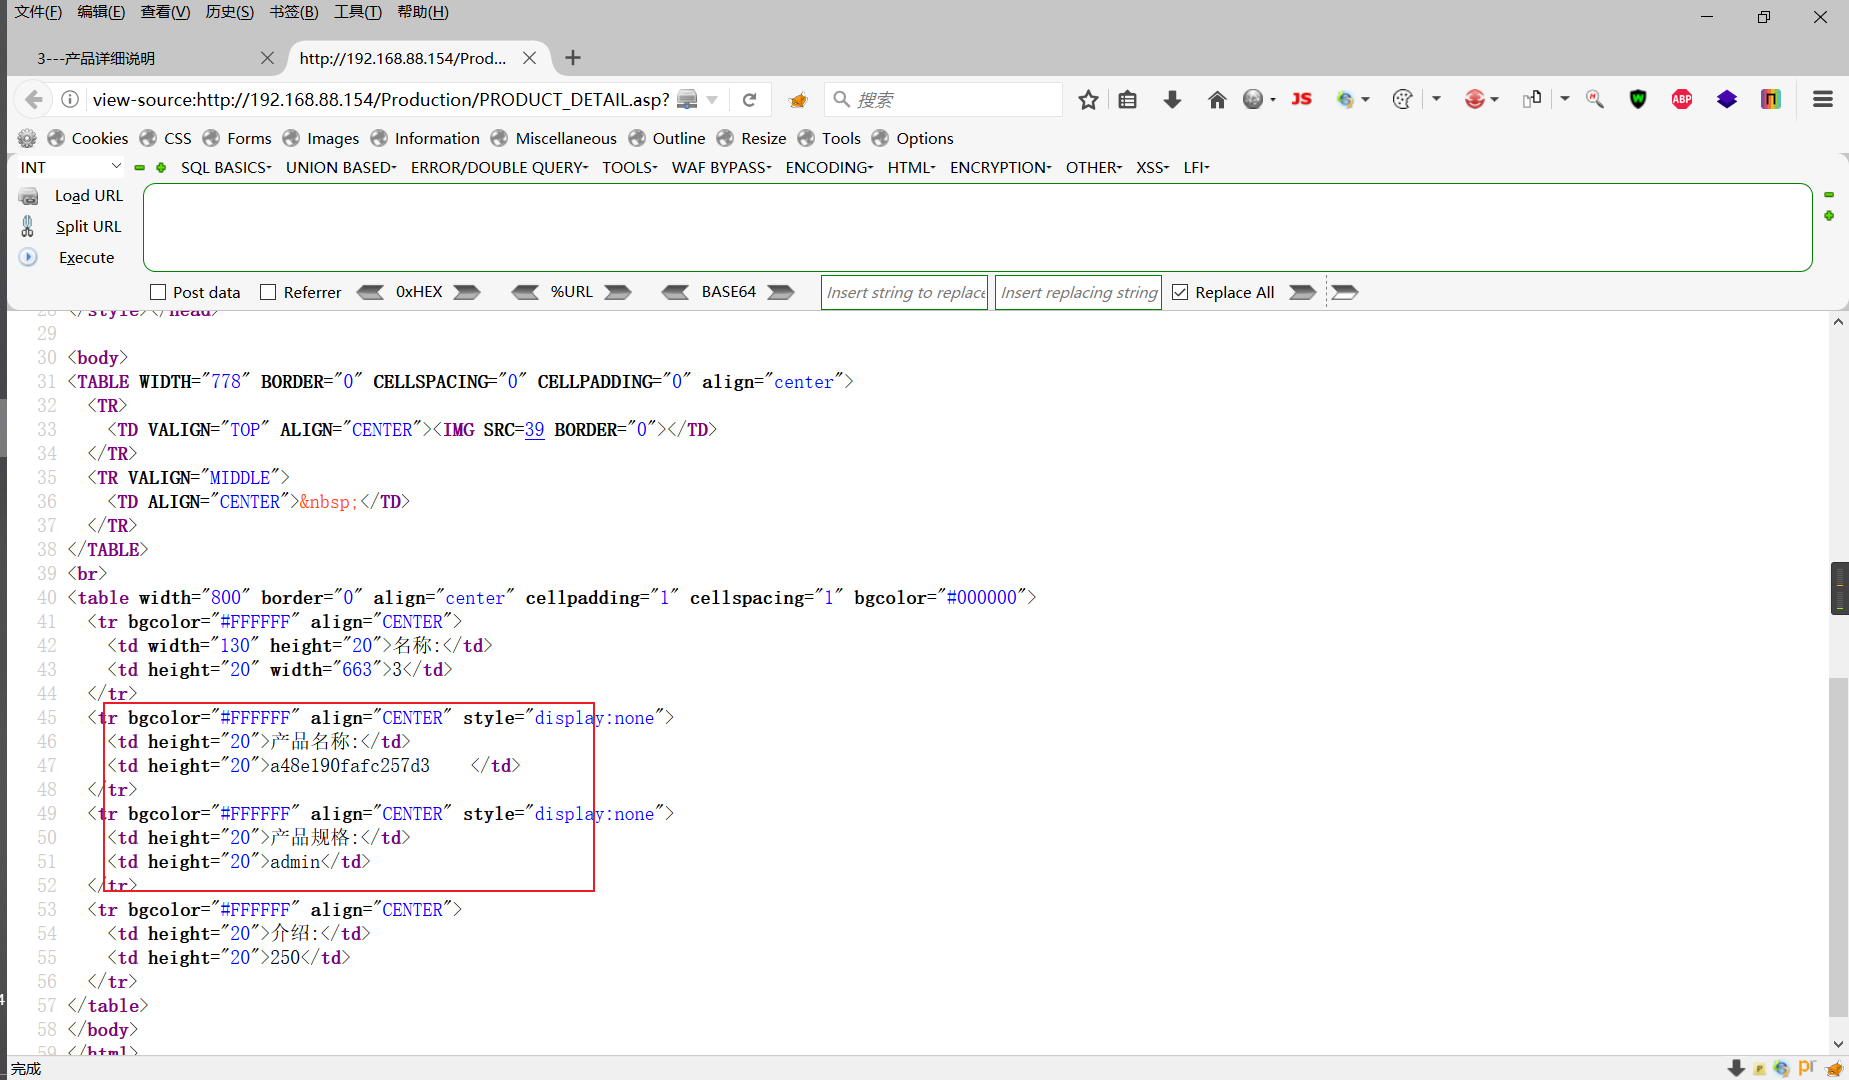 文件(F) 编辑(E) 查看(V) 历史(S) 书签(B) 工具(T) 帮助(H)
3---产品详细说明 http://192.168.88.154/Prod...
view-source:http://192.168.88.154/Production/PRODUCT_DETAIL.asp? 搜索 JS ABP
Cookies CSS Forms Images Information Miscellaneous Outline Resize Tools Options
INT SQL BASICS UNION BASED ERROR/DOUBLE QUERY TOOLS WAF BYPASS ENCODING HTML ENCRYPTION OTHER XSS LFI
Load URL
Split URL
Execute
Post data Referrer 0xHEX %URL BASE64 Insert string to replace Insert replacing string Replace All
28 </style></head>
29
30 <body>
31 <TABLE WIDTH="778" BORDER="0" CELLSPACING="0" CELLPADDING="0" align="center">
32 <TR>
33 <TD VALIGN="TOP" ALIGN="CENTER"><IMG SRC=39 BORDER="0"></TD>
34 </TR>
35 <TR VALIGN="MIDDLE">
36 <TD ALIGN="CENTER">&nbsp;</TD>
37 </TR>
38 </TABLE>
39 <br>
40 <table width="800" border="0" align="center" cellpadding="1" cellspacing="1" bgcolor="#000000">
41 <tr bgcolor="#FFFFFF" align="CENTER">
42 <td width="130" height="20">名称:</td>
43 <td height="20" width="663">3</td>
44 </tr>
45 <tr bgcolor="#FFFFFF" align="CENTER" style="display:none">
46 <td height="20">产品名称:</td>
47 <td height="20">a48e190fafc257d3 </td>
48 </tr>
49 <tr bgcolor="#FFFFFF" align="CENTER" style="display:none">
50 <td height="20">产品规格:</td>
51 <td height="20">admin</td>
52 </tr>
53 <tr bgcolor="#FFFFFF" align="CENTER">
54 <td height="20">介绍:</td>
55 <td height="20">250</td>
56 </tr>
57 </table>
58 </body>
59 </html>
完成 pr